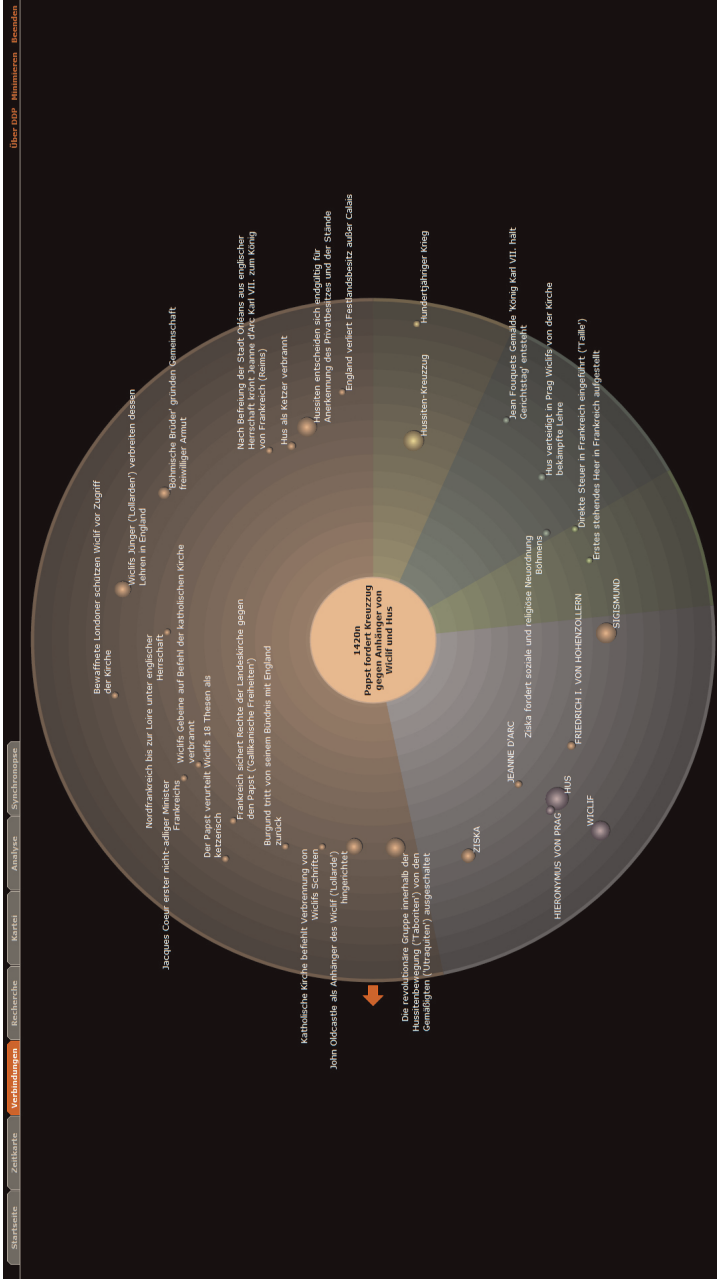 Startseite
Zeitkarte
Verbindungen
Recherche
Kartei
Analyse
Synchronopse
Über DDP
Minimieren
Beenden
Bewaffnete Londoner schützen Wiclif vor Zugriff
der Kirche
Wiclifs Jünger ('Lollarden') verbreiten dessen
Lehren in England
'Böhmische Brüder' gründen Gemeinschaft
freiwilliger Armut
Nordfrankreich bis zur Loire unter englischer
Herrschaft
Jacques Coeur erster nicht-adliger Minister
Frankreichs
Wiclifs Gebeine auf Befehl der katholischen Kirche
verbrannt
Der Papst verurteilt Wiclifs 18 Thesen als
ketzerisch
Frankreich sichert Rechte der Landeskirche gegen
den Papst ('Gallikanische Freiheiten')
Nach Befreiung der Stadt Orléans aus englischer
Herrschaft krönt Jeanne d'Arc Karl VII. zum König
von Frankreich (Reims)
Burgund tritt von seinem Bündnis mit England
zurück
Hus als Ketzer verbrannt
Katholische Kirche befiehlt Verbrennung von
Wiclifs Schriften
Hussiten entscheiden sich endgültig für
Anerkennung des Privatbesitzes und der Stände
John Oldcastle als Anhänger des Wiclif ('Lollarde')
hingerichtet
England verliert Festlandsbesitz außer Calais
1420n
Papst fordert Kreuzzug
gegen Anhänger von
Wiclif und Hus
Die revolutionäre Gruppe innerhalb der
Hussitenbewegung ('Taboriten') von den
Gemäßigten ('Utraquiten') ausgeschaltet
Hussiten-Kreuzzug
Hundertjähriger Krieg
ZISKA
JEANNE D'ARC
Jean Fouquets Gemälde 'König Karl VII. hält
Gerichtstag' entsteht
Ziska fordert soziale und religiöse Neuordnung
Böhmens
Hus verteidigt in Prag Wiclifs von der Kirche
bekämpfte Lehre
HIERONYMUS VON PRAG
HUS
FRIEDRICH I. VON HOHENZOLLERN
Direkte Steuer in Frankreich eingeführt ('Taille')
WICLIF
Erstes stehendes Heer in Frankreich aufgestellt
SIGISMUND